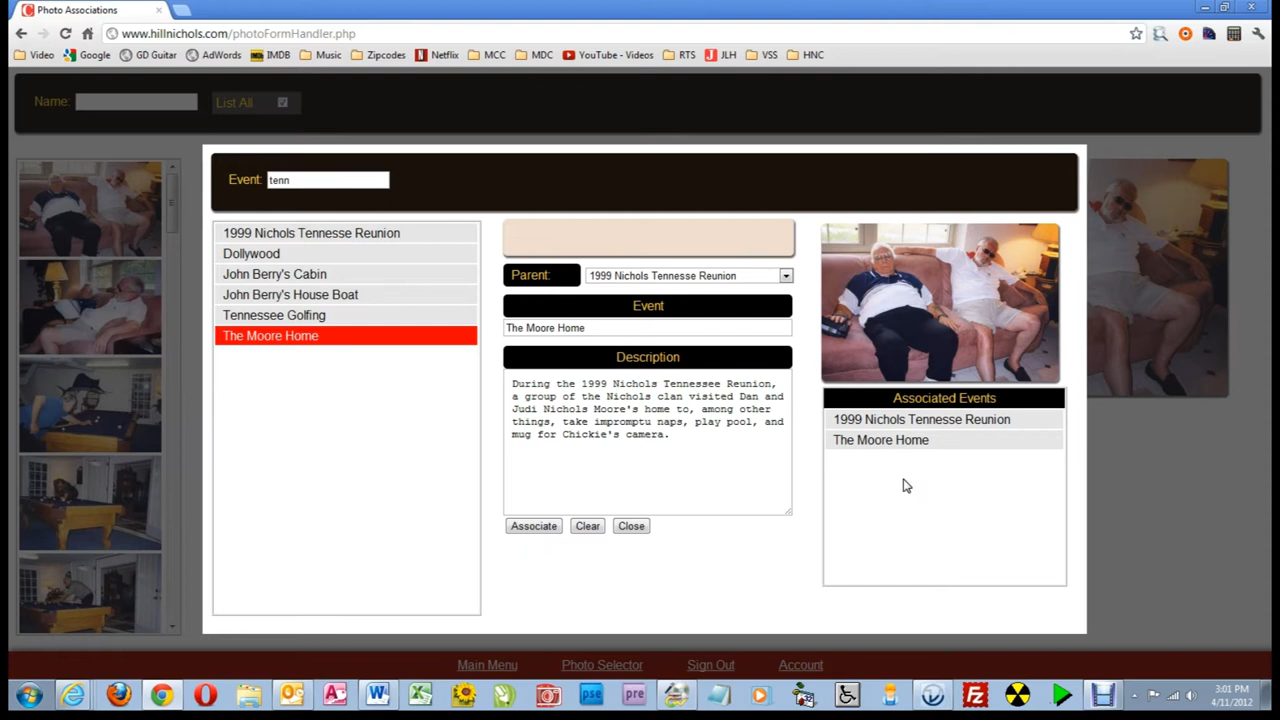 Photo Associations
www.hillnichols.com/photoFormHandler.php
Video Google GD Guitar AdWords IMDB Music Zipcodes Netflix MCC MDC YouTube - Videos RTS JLH VSS HNC
Name: List All
Event: tenn
1999 Nichols Tennessee Reunion
Dollywood
John Berry's Cabin
John Berry's House Boat
Tennessee Golfing
The Moore Home
Parent: 1999 Nichols Tennessee Reunion
Event
The Moore Home
Description
During the 1999 Nichols Tennessee Reunion,
a group of the Nichols clan visited Dan and
Judi Nichols Moore's home to, among other
things, take impromptu naps, play pool, and
mug for Chickie's camera.
Associate Clear Close
Associated Events
1999 Nichols Tennessee Reunion
The Moore Home
Main Menu Photo Selector Sign Out Account
pse pre
3:01 PM
4/11/2012